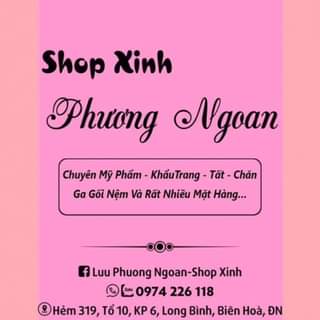 Shop Xinh
Phương Ngoan
Chuyên Mỹ Phẩm - KhẩuTrang - Tất - Chăn
Ga Gối Nệm Và Rất Nhiều Mặt Hàng...
Luu Phuong Ngoan-Shop Xinh
0974 226 118
Hẻm 319, Tổ 10, KP 6, Long Bình, Biên Hoà, ĐN